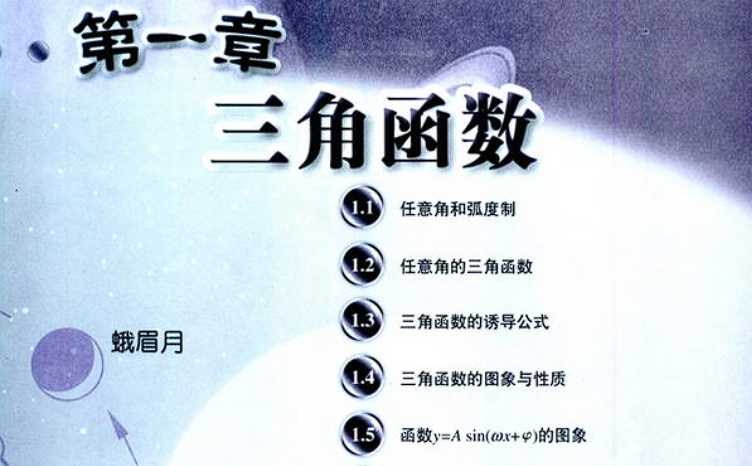 第一章
三角函数
1.1 任意角和弧度制
1.2 任意角的三角函数
1.3 三角函数的诱导公式
蛾眉月
1.4 三角函数的图象与性质
1.5 函数y=A sin(ωx+φ)的图象